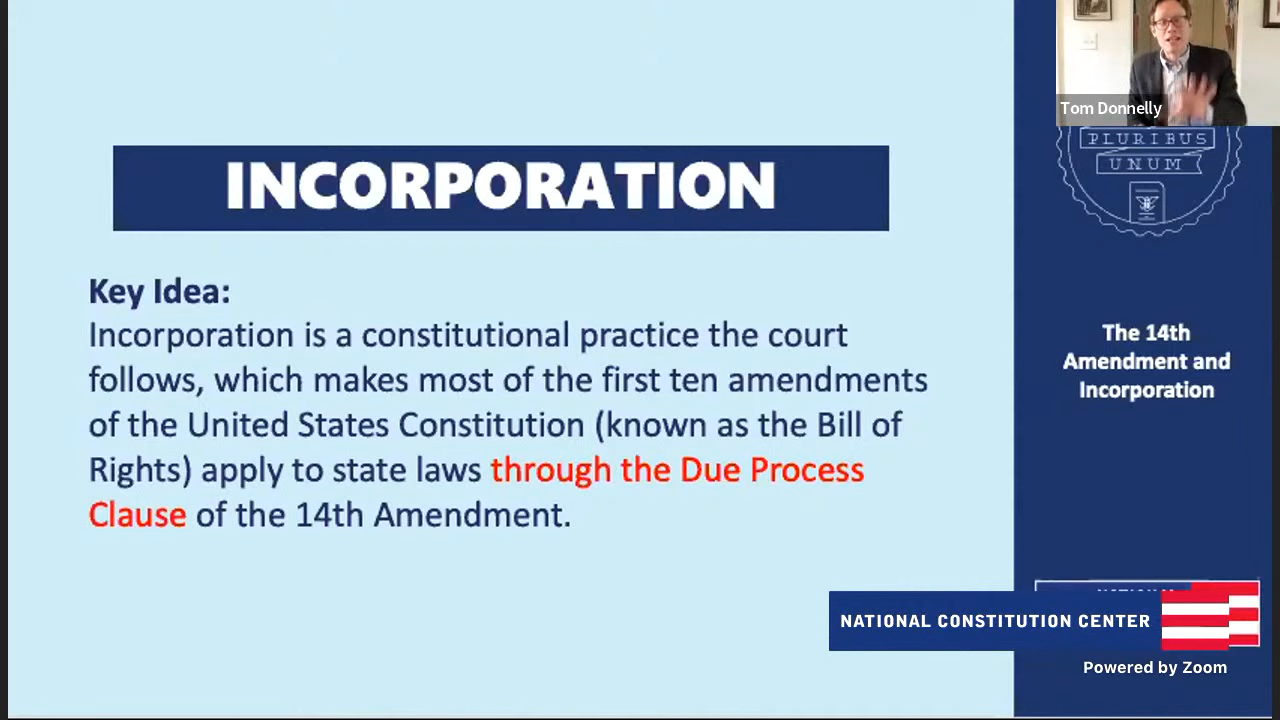 Tom Donnelly
PLURIBUS
UNUM
INCORPORATION
Key Idea:
Incorporation is a constitutional practice the court
follows, which makes most of the first ten amendments
of the United States Constitution (known as the Bill of
Rights) apply to state laws through the Due Process
Clause of the 14th Amendment.
The 14th
Amendment and
Incorporation
NATIONAL CONSTITUTION CENTER
Powered by Zoom